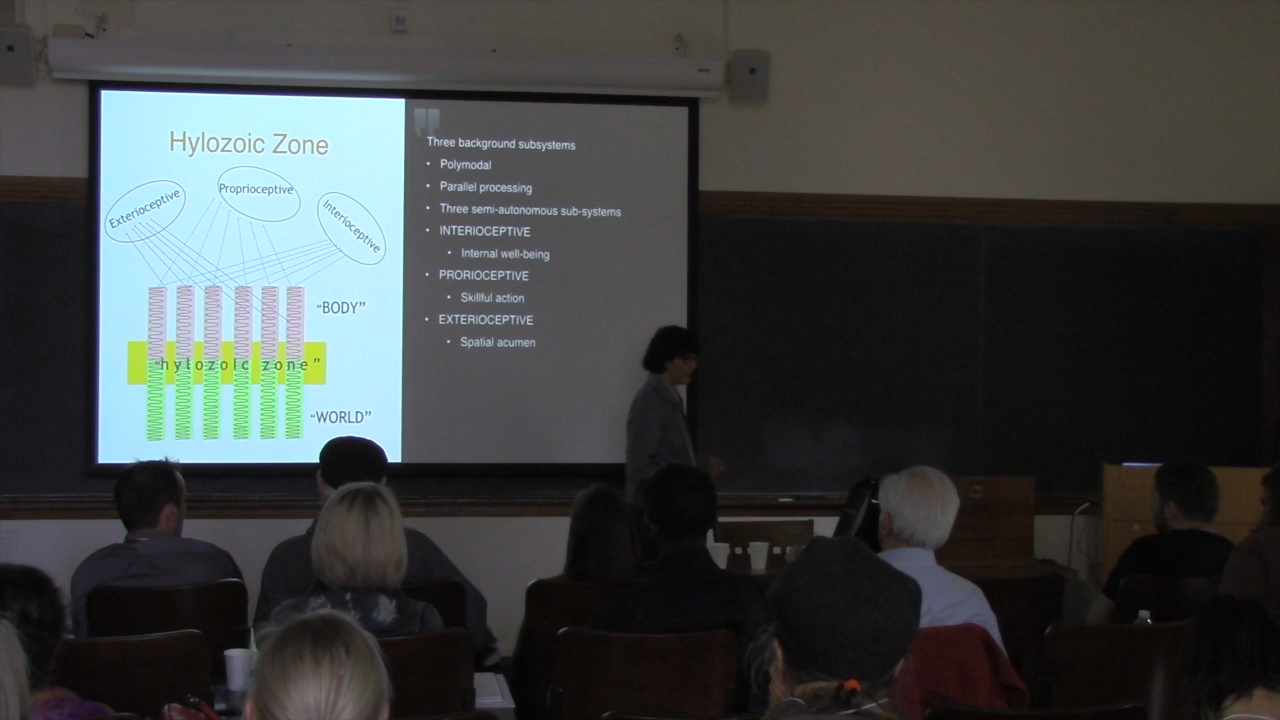 Hylozoic Zone
Exterioceptive
Proprioceptive
Interioceptive
"BODY"
"hylozoic zone"
"WORLD"
Three background subsystems
• Polymodal
• Parallel processing
• Three semi-autonomous sub-systems
• INTERIOCEPTIVE
• Internal well-being
• PRORIOCEPTIVE
• Skillful action
• EXTERIOCEPTIVE
• Spatial acumen